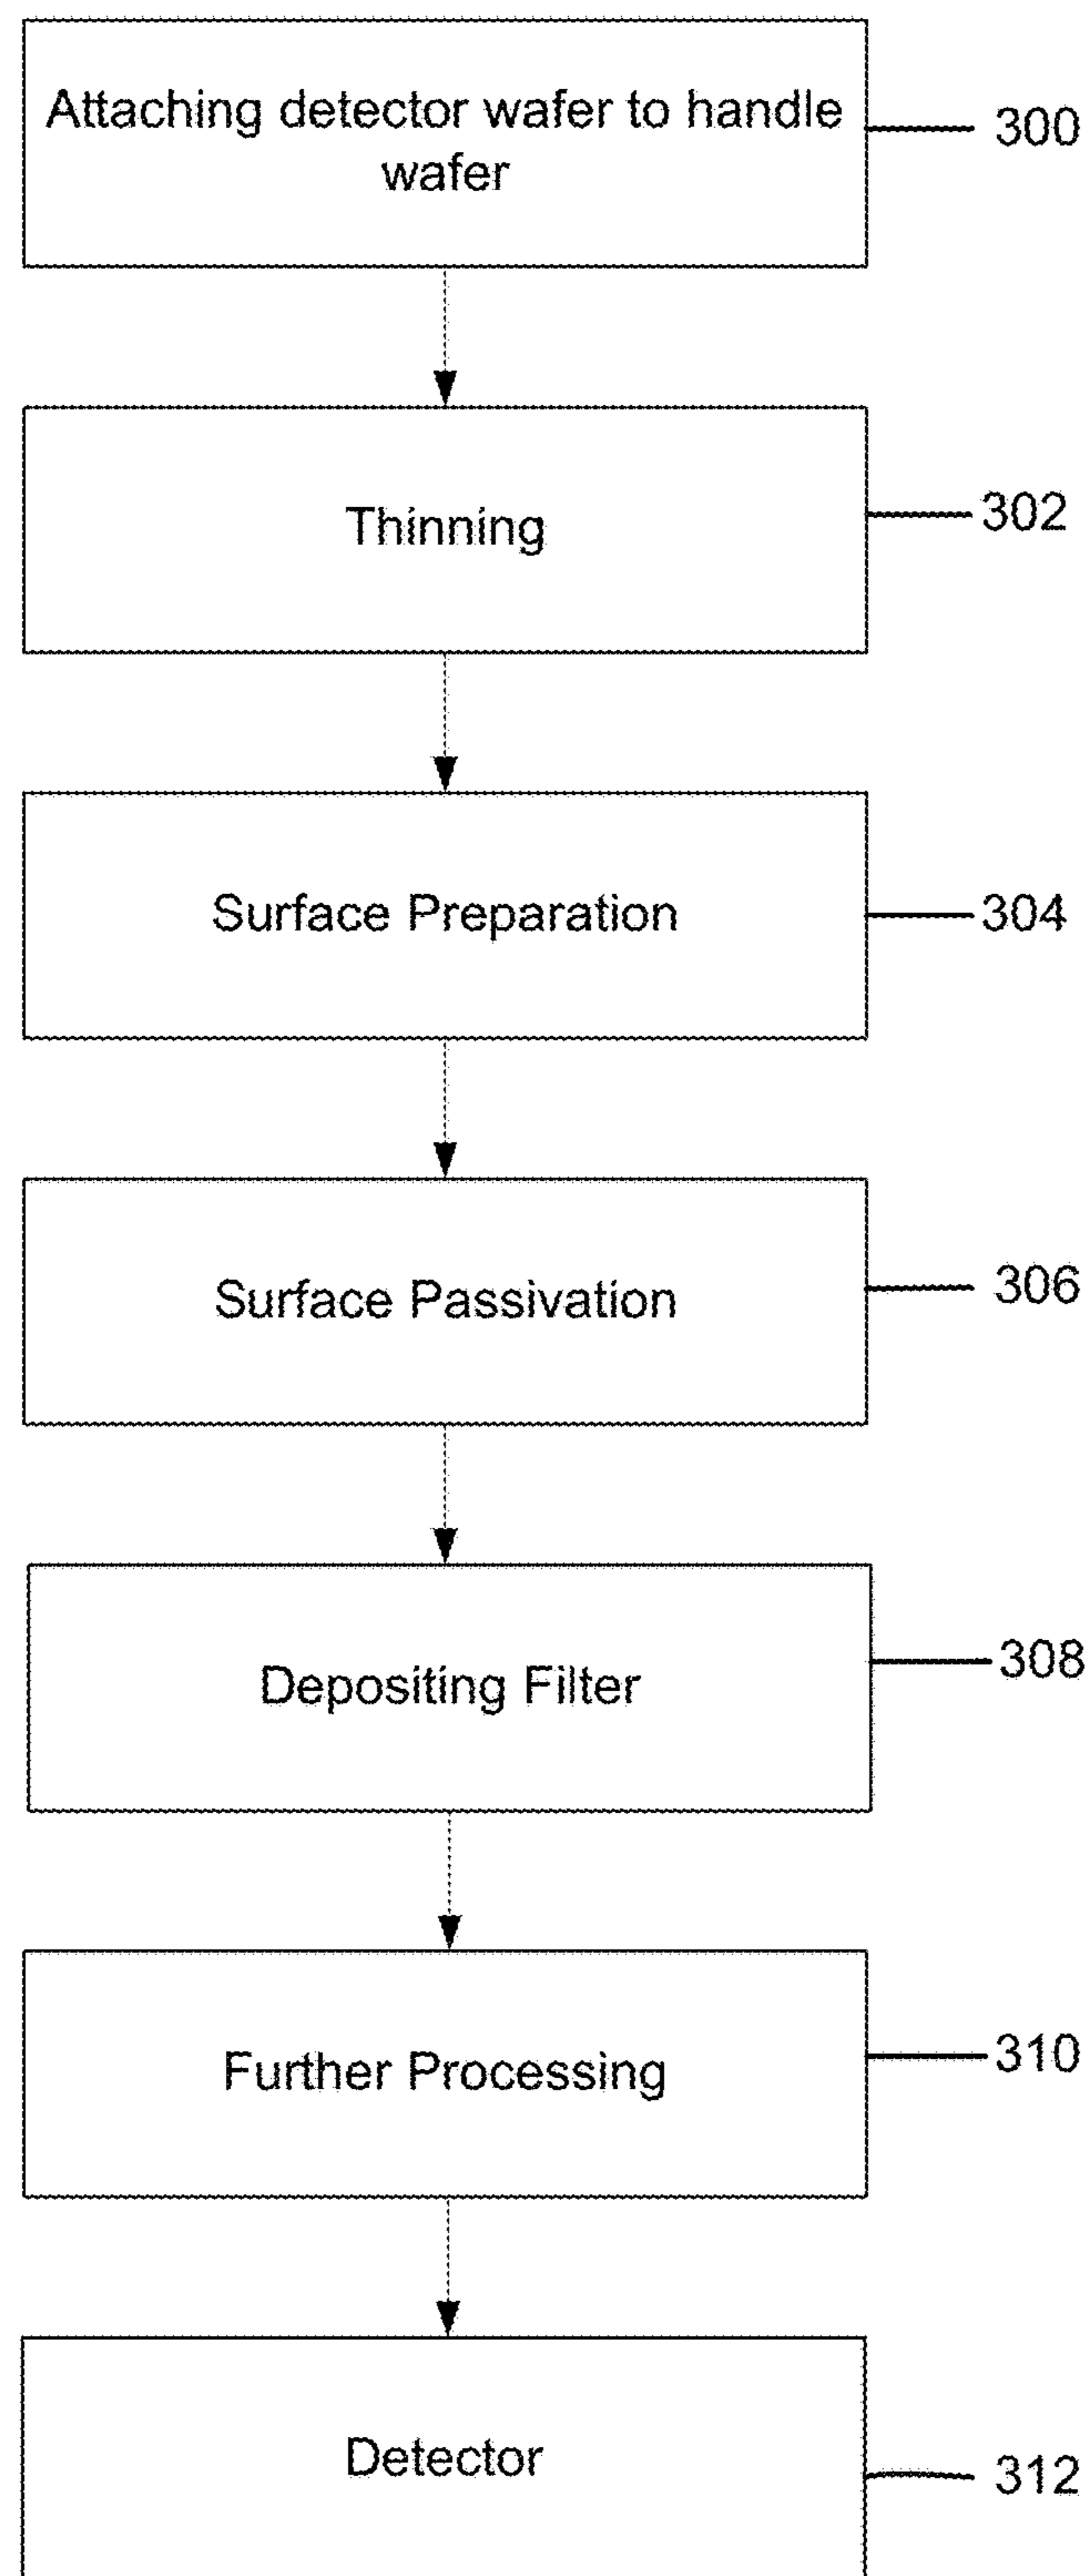 Attaching detector wafer to handle
wafer
300
Thinning
302
Surface Preparation
304
Surface Passivation
306
Depositing Filter
308
Further Processing
310
Detector
312